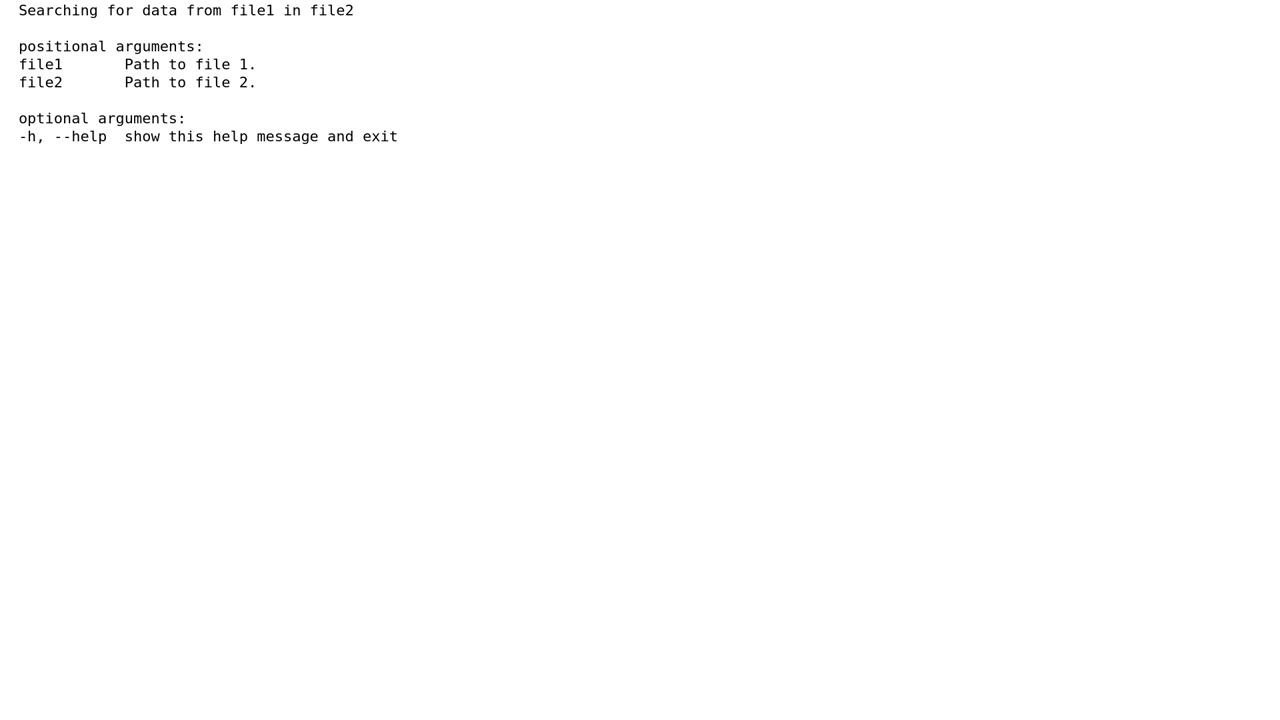 Searching for data from file1 in file2

positional arguments:
file1       Path to file 1.
file2       Path to file 2.

optional arguments:
-h, --help  show this help message and exit